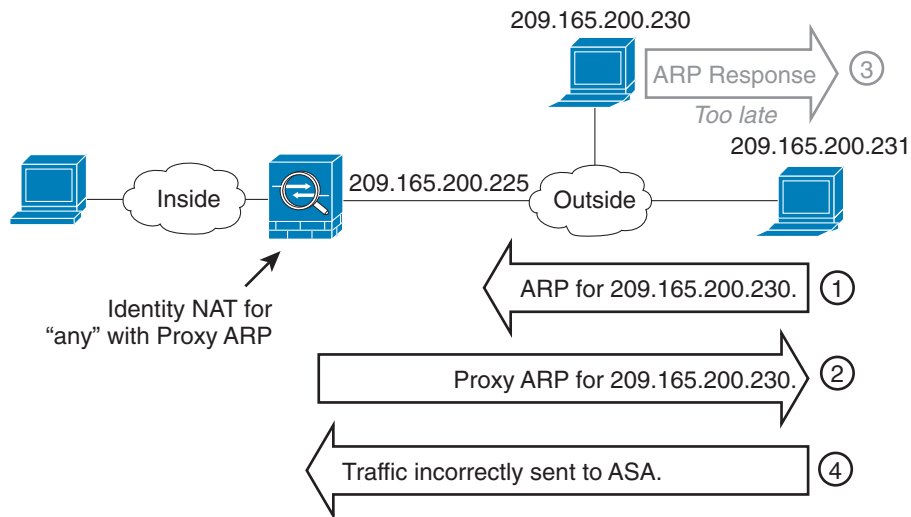 209.165.200.230
ARP Response
3
Too late
209.165.200.231
Inside
209.165.200.225
Outside
Identity NAT for
“any” with Proxy ARP
ARP for 209.165.200.230.
1
Proxy ARP for 209.165.200.230.
2
Traffic incorrectly sent to ASA.
4